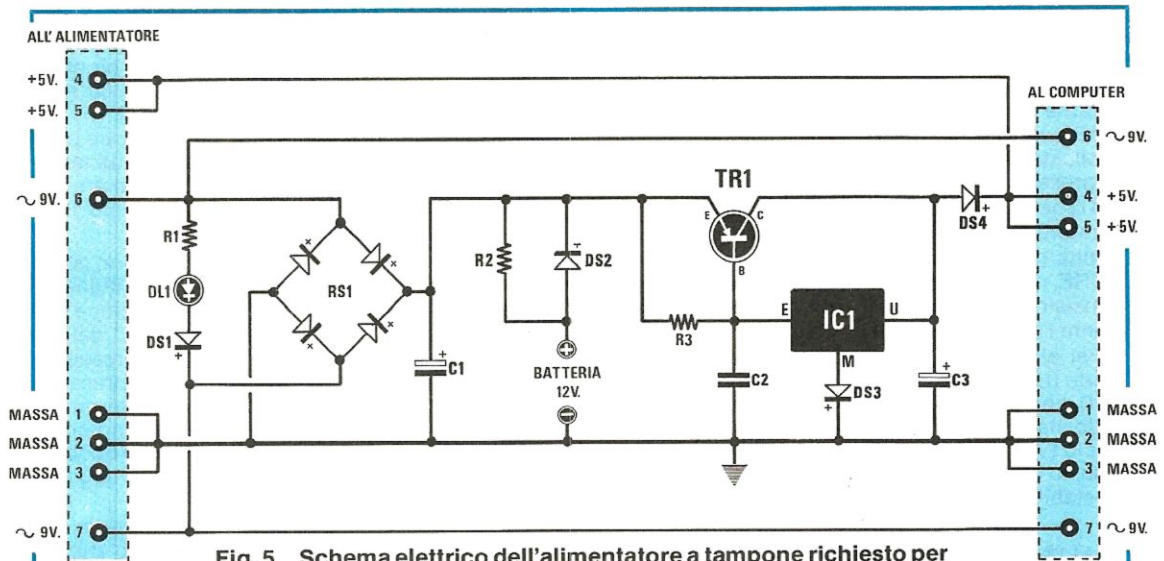 ALL' ALIMENTATORE
+5V. 4
+5V. 5
AL COMPUTER
6 ~ 9V.
TR1
~ 9V. 6
E C
DS4
4 +5V.
5 +5V.
R1
R2
DS2
B
DL1
RS1
E IC1 U
R3
M
DS1
C1
BATTERIA
12V.
C2
DS3
C3
MASSA 1
1 MASSA
MASSA 2
2 MASSA
MASSA 3
3 MASSA
~ 9V. 7
7 ~ 9V.
Fig. 5 Schema elettrico dell'alimentatore a tampone richiesto per